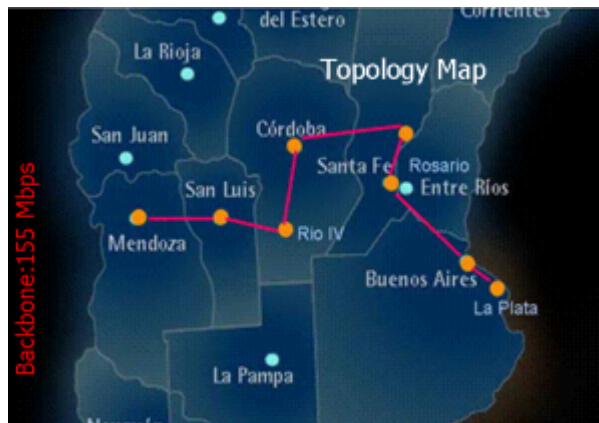 del Estero
Corrientes
La Rioja
Topology Map
San Juan
Córdoba
Santa Fe
Rosario
San Luis
Entre Ríos
Mendoza
Rio IV
Buenos Aires
La Plata
La Pampa
Neuquén
Backbone:155 Mbps